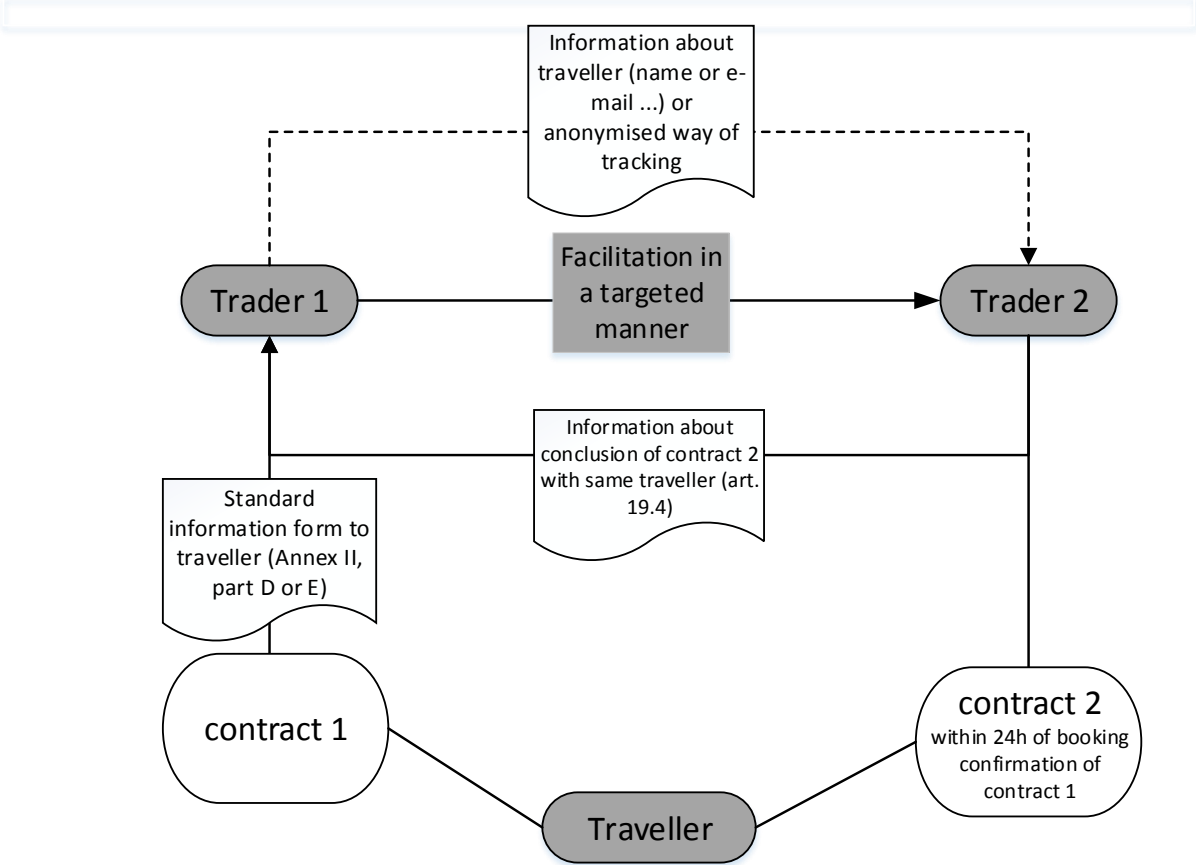 Information about
traveller (name or e-
mail ...) or
anonymised way of
tracking
Trader 1
Facilitation in
a targeted
manner
Trader 2
Information about
conclusion of contract 2
with same traveller (art.
19.4)
Standard
information form to
traveller (Annex II,
part D or E)
contract 1
contract 2
within 24h of booking
confirmation of
contract 1
Traveller